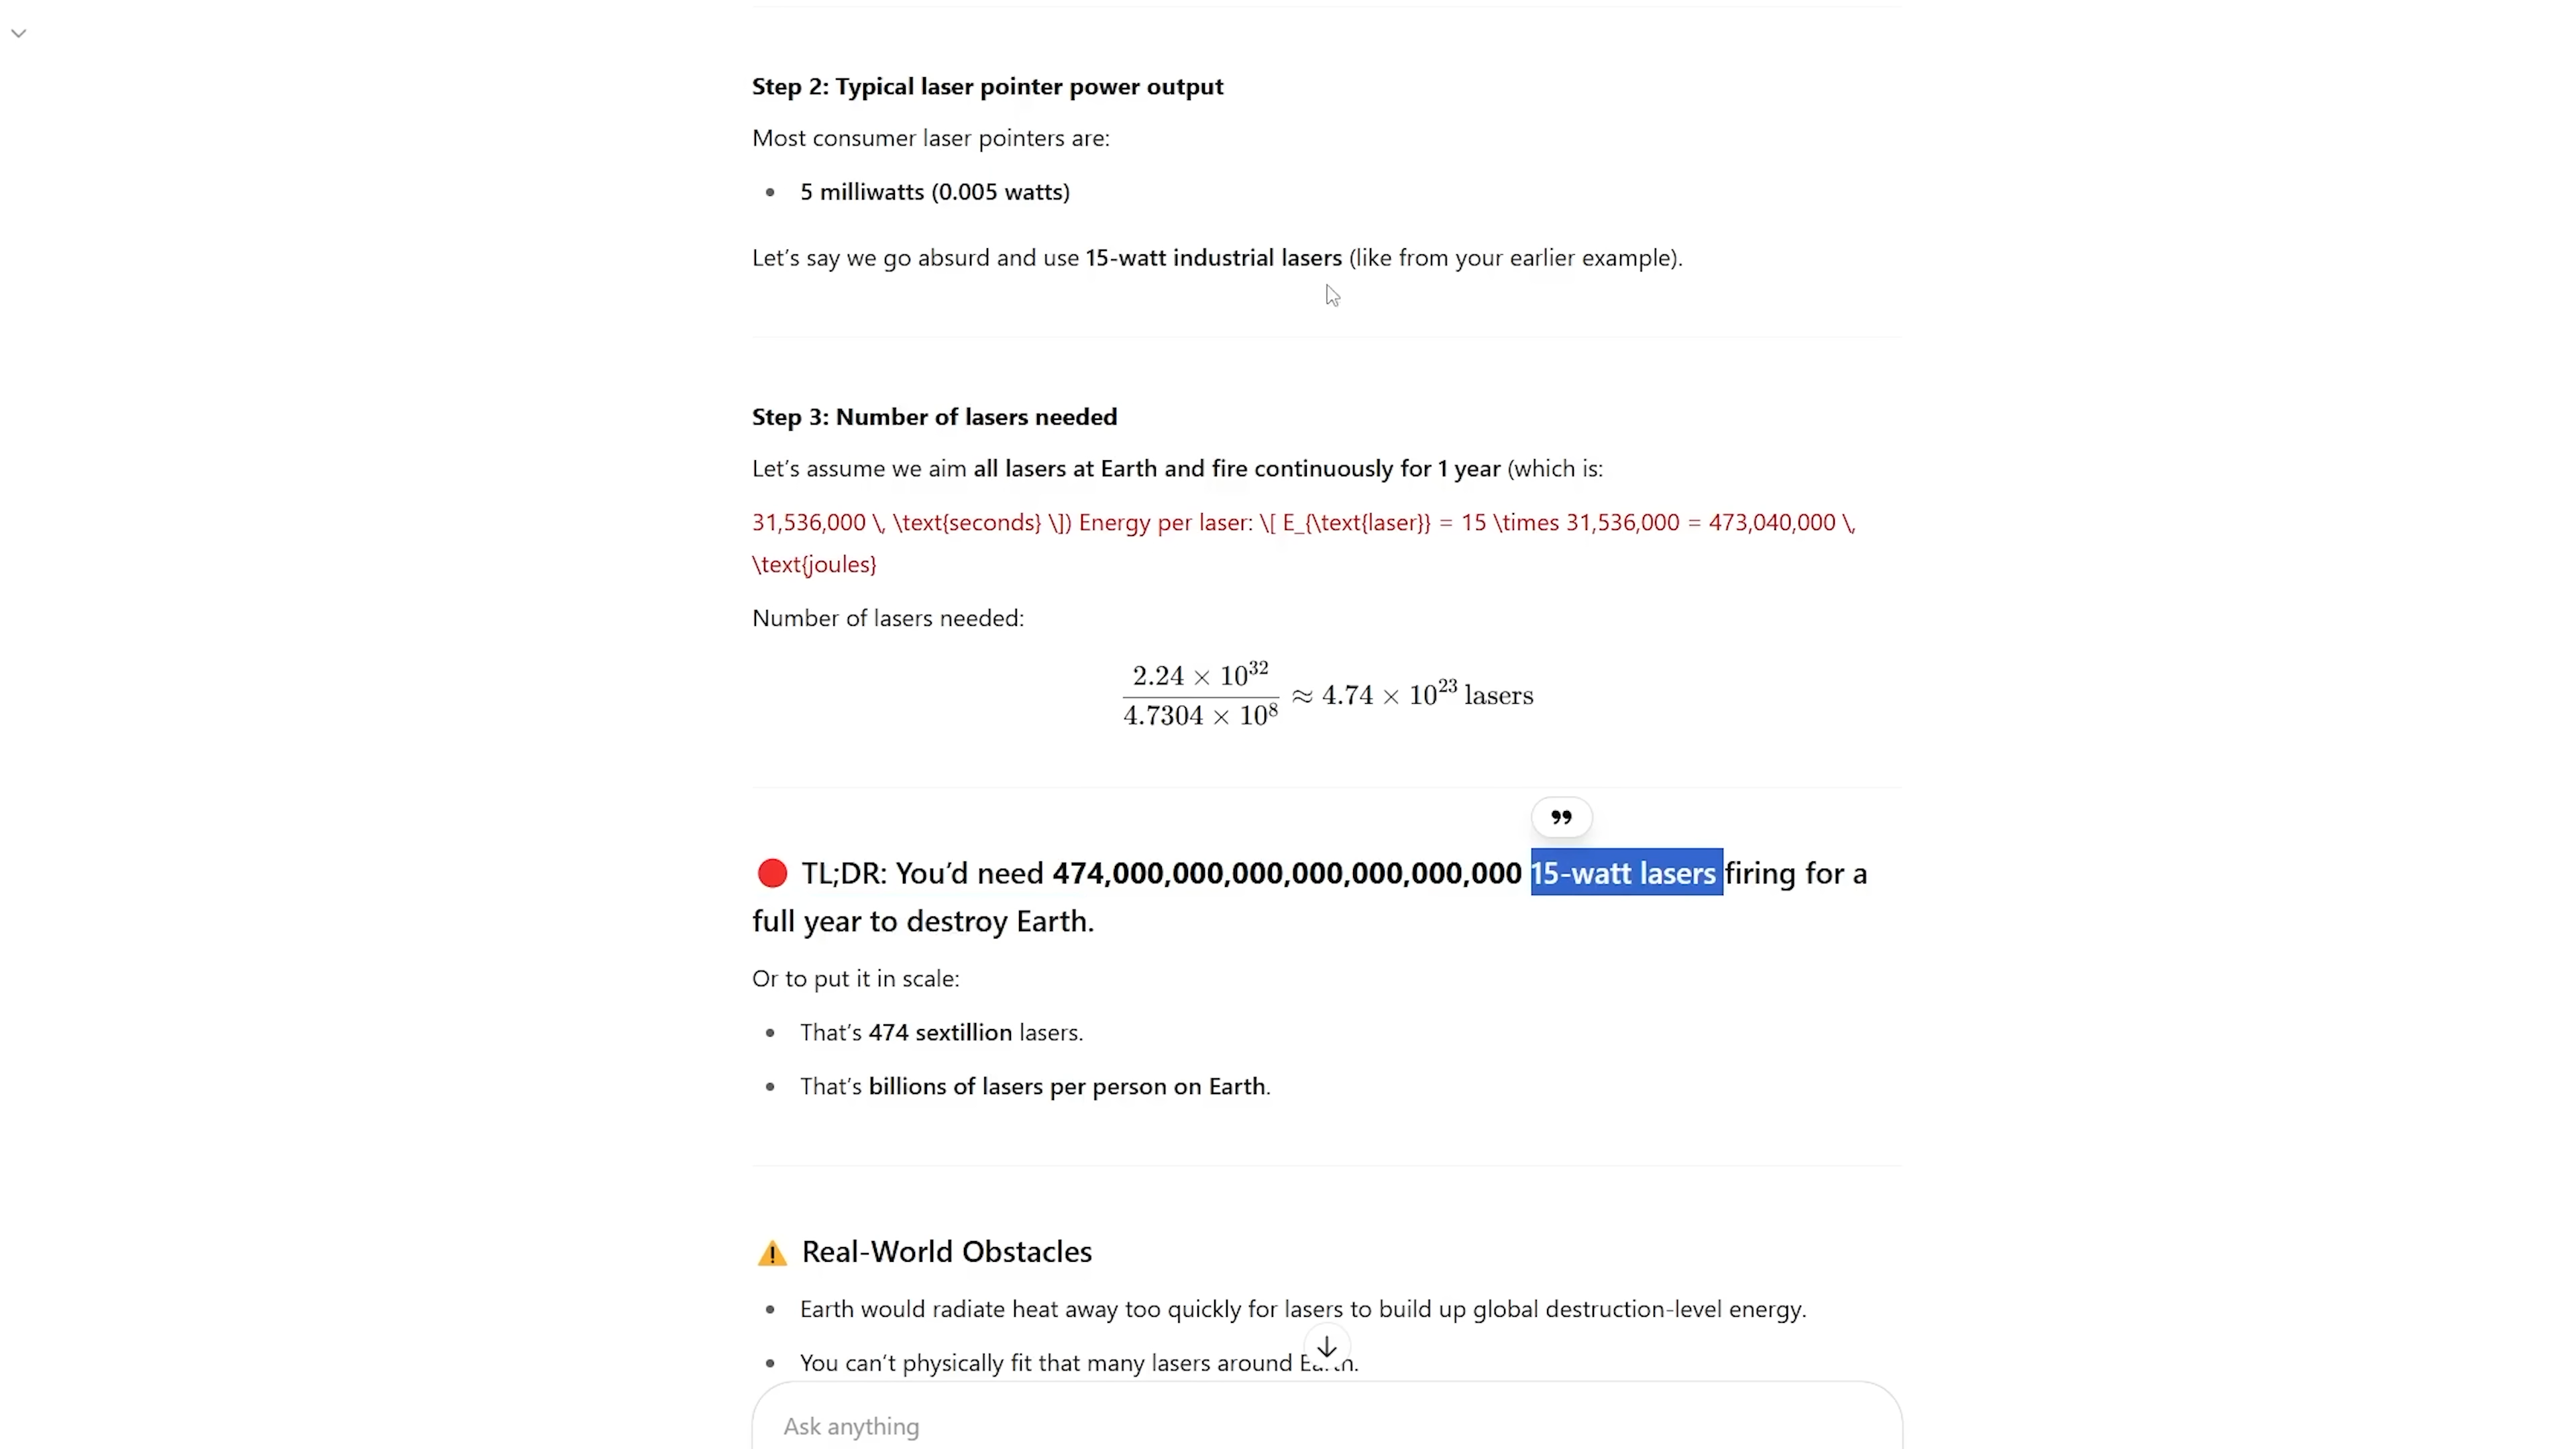 Step 2: Typical laser pointer power output
Most consumer laser pointers are:
• 5 milliwatts (0.005 watts)
Let's say we go absurd and use 15-watt industrial lasers (like from your earlier example).
Step 3: Number of lasers needed
Let's assume we aim all lasers at Earth and fire continuously for 1 year (which is:
31,536,000 \, \text{seconds} \]) Energy per laser: \[ E_{\text{laser}} = 15 \times 31,536,000 = 473,040,000 \,
\text{joules}
Number of lasers needed:
2.24 × 10^32
4.7304 × 10^8
≈ 4.74 × 10^23 lasers
TL;DR: You'd need 474,000,000,000,000,000,000,000 15-watt lasers firing for a
full year to destroy Earth.
Or to put it in scale:
• That's 474 sextillion lasers.
• That's billions of lasers per person on Earth.
Real-World Obstacles
• Earth would radiate heat away too quickly for lasers to build up global destruction-level energy.
• You can't physically fit that many lasers around Earth.
Ask anything